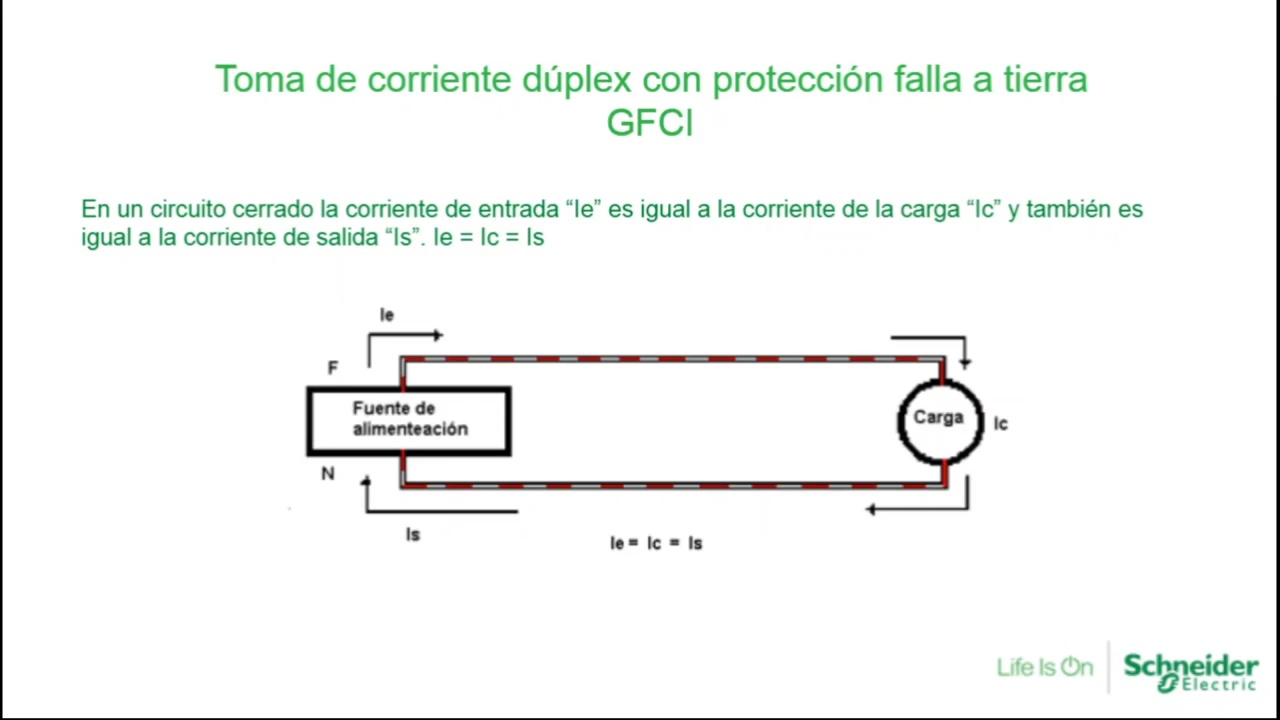 Toma de corriente dúplex con protección falla a tierra
GFCI
En un circuito cerrado la corriente de entrada “Ie” es igual a la corriente de la carga “Ic” y también es
igual a la corriente de salida “Is”. Ie = Ic = Is
Ie
F
Fuente de
alimenteación
Carga
Ic
N
Is
Ie = Ic = Is
Life Is On
Schneider
Electric